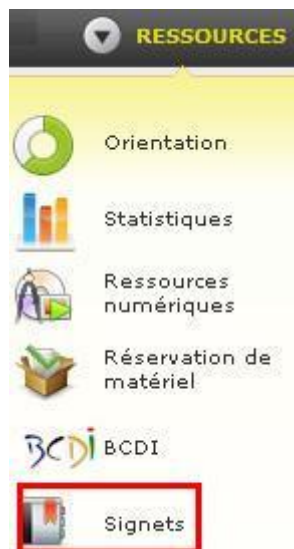 RESSOURCES
Orientation
Statistiques
Ressources
numériques
Réservation de
matériel
BCDI BCDI
Signets